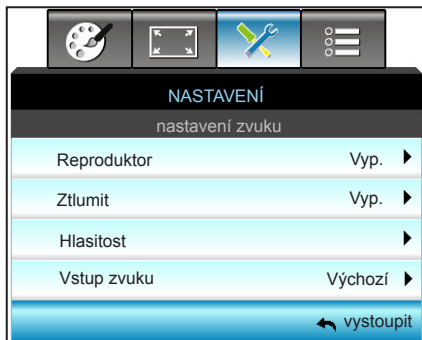 NASTAVENÍ
nastavení zvuku
Reproduktor Vyp.
Ztlumit Vyp.
Hlasitost
Vstup zvuku Výchozí
vystoupit